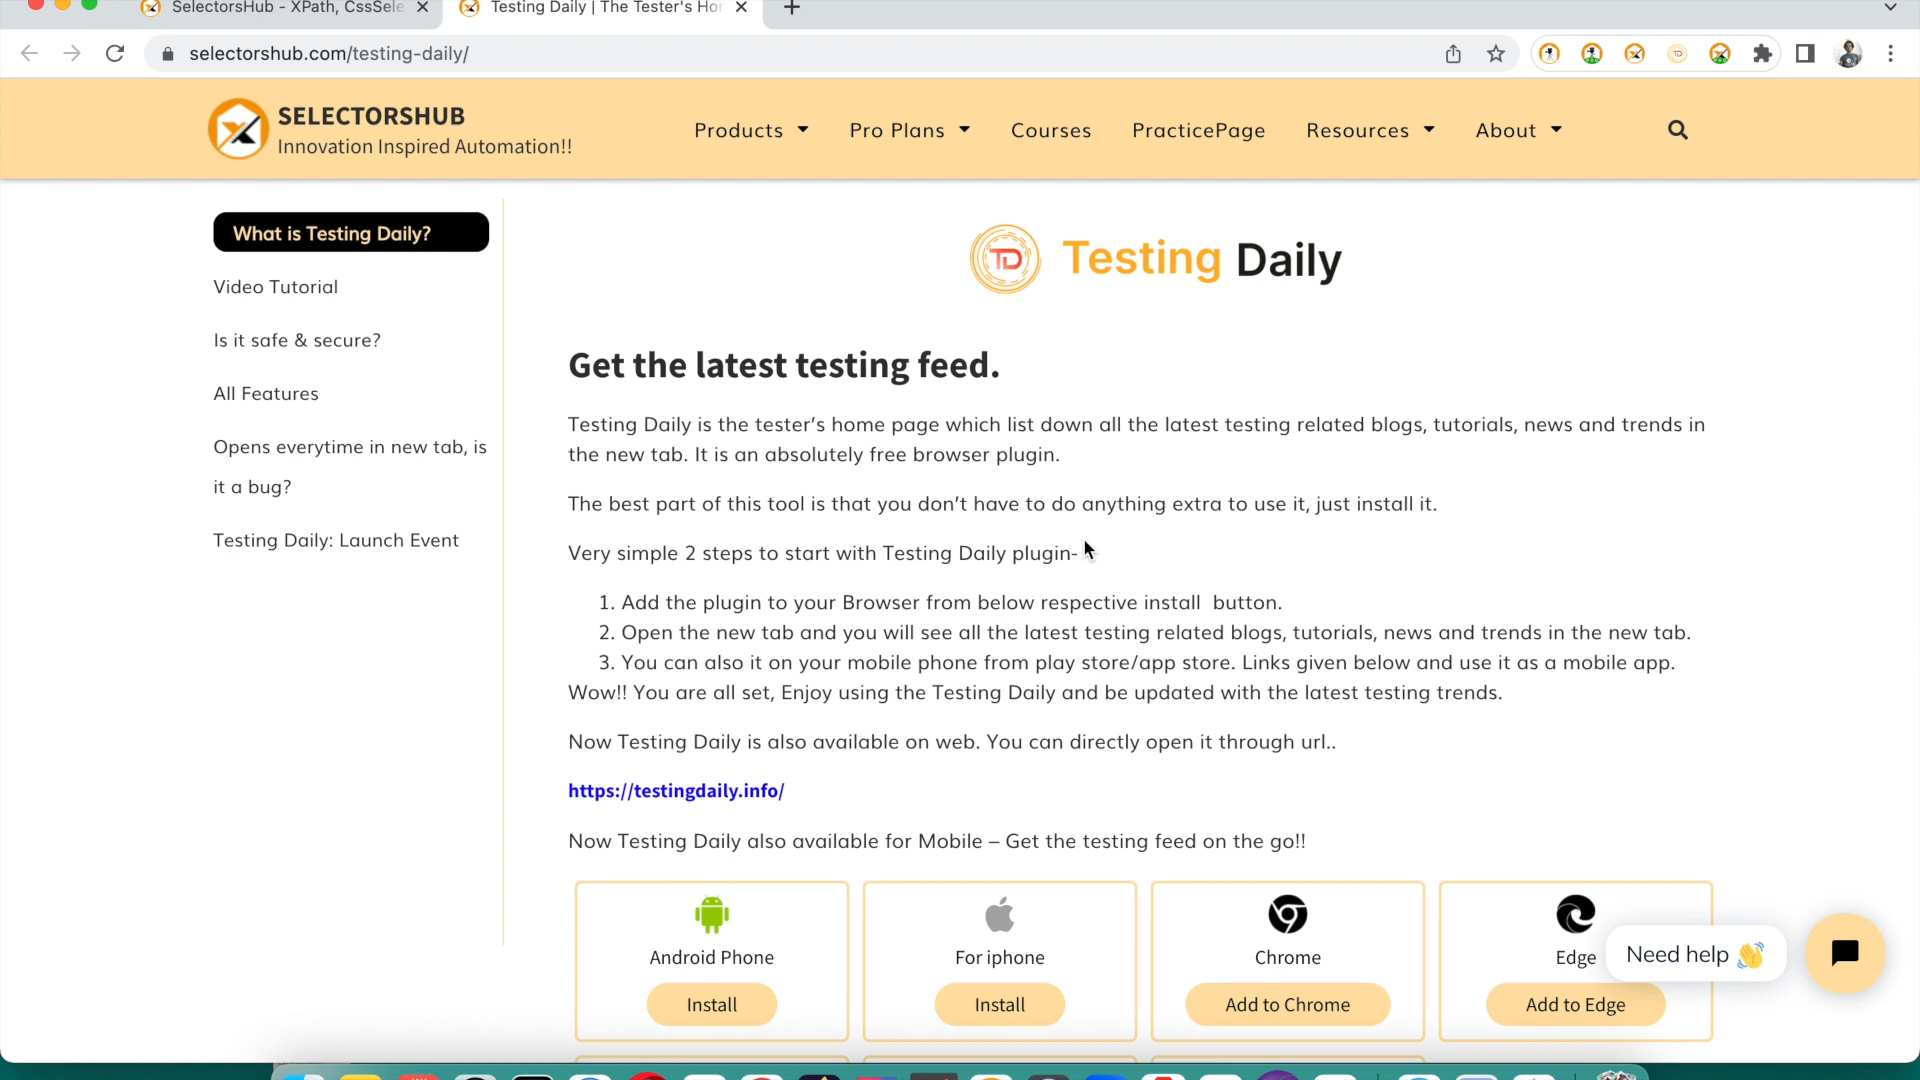 SelectorsHub - XPath, CssSele
Testing Daily | The Tester's Hor
selectorshub.com/testing-daily/
SELECTORSHUB
Innovation Inspired Automation!!
Products
Pro Plans
Courses
PracticePage
Resources
About
What is Testing Daily?
Video Tutorial
Is it safe & secure?
All Features
Opens everytime in new tab, is
it a bug?
Testing Daily: Launch Event
TD Testing Daily
Get the latest testing feed.
Testing Daily is the tester’s home page which list down all the latest testing related blogs, tutorials, news and trends in
the new tab. It is an absolutely free browser plugin.
The best part of this tool is that you don’t have to do anything extra to use it, just install it.
Very simple 2 steps to start with Testing Daily plugin-
1. Add the plugin to your Browser from below respective install  button.
2. Open the new tab and you will see all the latest testing related blogs, tutorials, news and trends in the new tab.
3. You can also it on your mobile phone from play store/app store. Links given below and use it as a mobile app.
Wow!! You are all set, Enjoy using the Testing Daily and be updated with the latest testing trends.
Now Testing Daily is also available on web. You can directly open it through url..
https://testingdaily.info/
Now Testing Daily also available for Mobile – Get the testing feed on the go!!
Android Phone
Install
For iphone
Install
Chrome
Add to Chrome
Edge
Add to Edge
Need help 👋